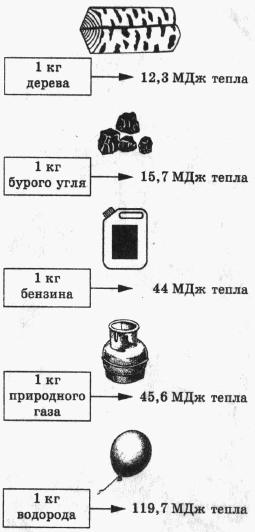 1 кг
дерева
12,3 МДж тепла
1 кг
бурого угля
15,7 МДж тепла
1 кг
бензина
44 МДж тепла
1 кг
природного
газа
45,6 МДж тепла
1 кг
водорода
119,7 МДж тепла